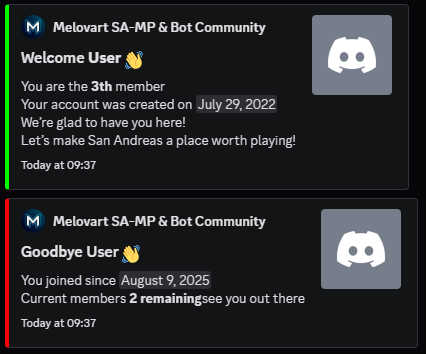 Melovart SA-MP & Bot Community
Welcome User 👋
You are the 3th member
Your account was created on July 29, 2022
We're glad to have you here!
Let's make San Andreas a place worth playing!
Today at 09:37
Melovart SA-MP & Bot Community
Goodbye User 👋
You joined since August 9, 2025
Current members 2 remainingsee you out there
Today at 09:37